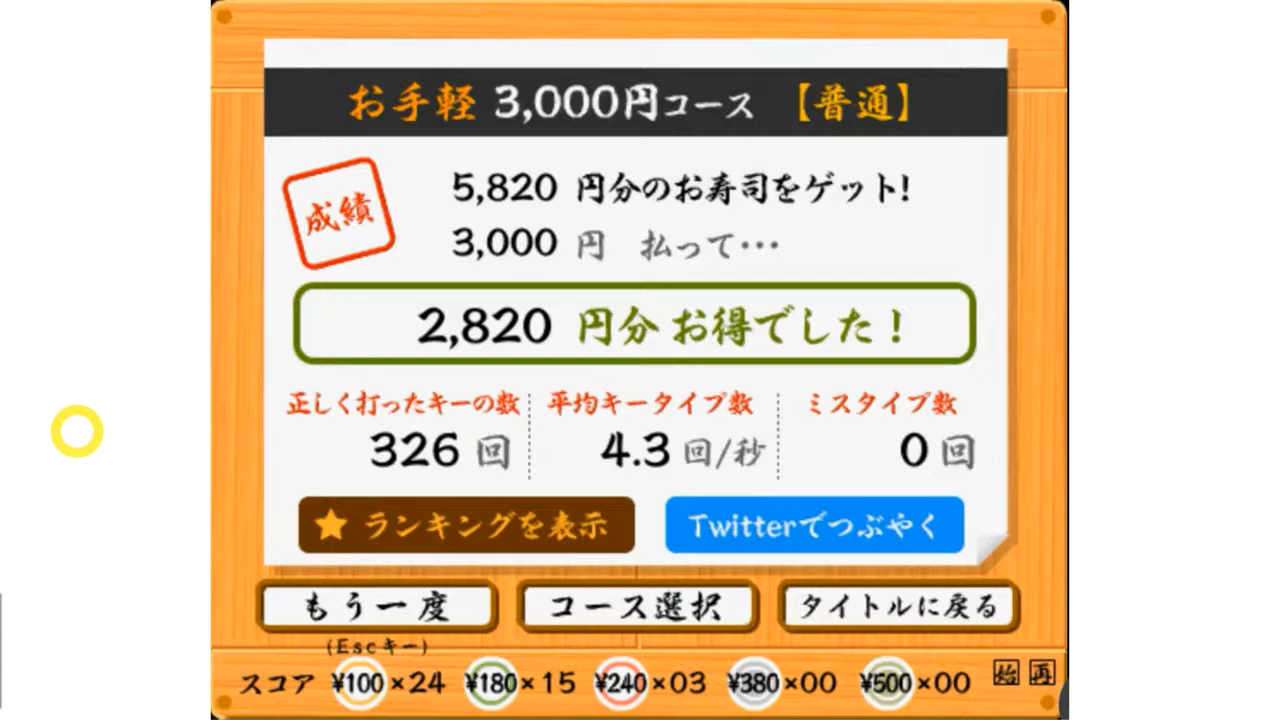 お手軽 3,000円コース 【普通】
成績
5,820 円分のお寿司をゲット!
3,000 円 払って･･･
2,820 円分 お得でした！
正しく打ったキーの数 平均キータイプ数 ミスタイプ数
326 回 4.3 回/秒 0 回
★ ランキングを表示 Twitterでつぶやく
もう一度 コース選択 タイトルに戻る
(Escキー)
スコア ¥100×24 ¥180×15 ¥240×03 ¥380×00 ¥500×00 始 再